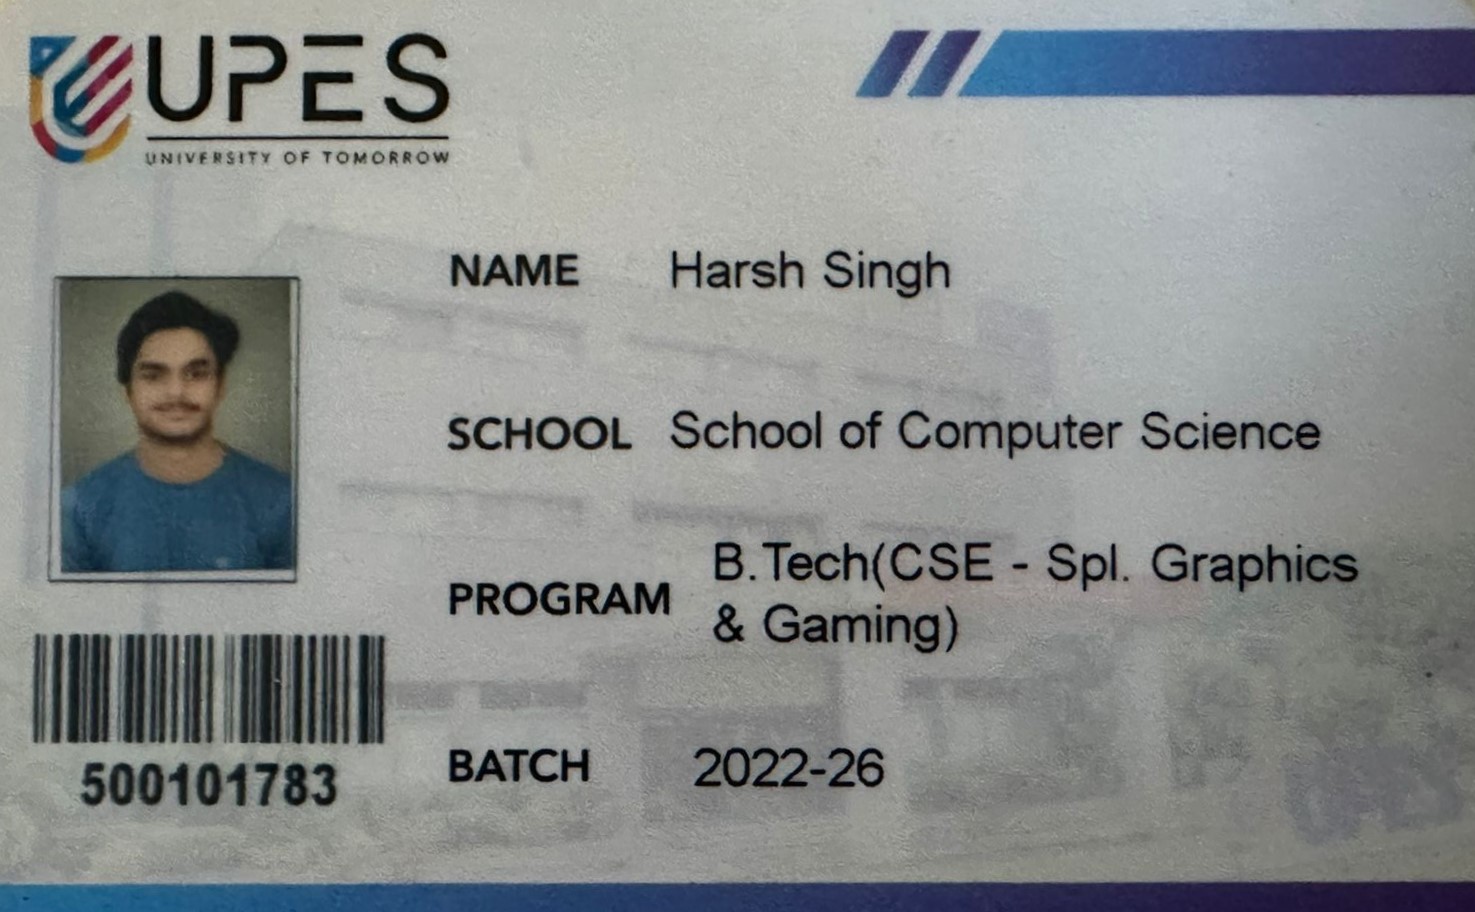 UPES
UNIVERSITY OF TOMORROW
NAME Harsh Singh
SCHOOL School of Computer Science
PROGRAM B.Tech(CSE - Spl. Graphics
& Gaming)
500101783
BATCH 2022-26